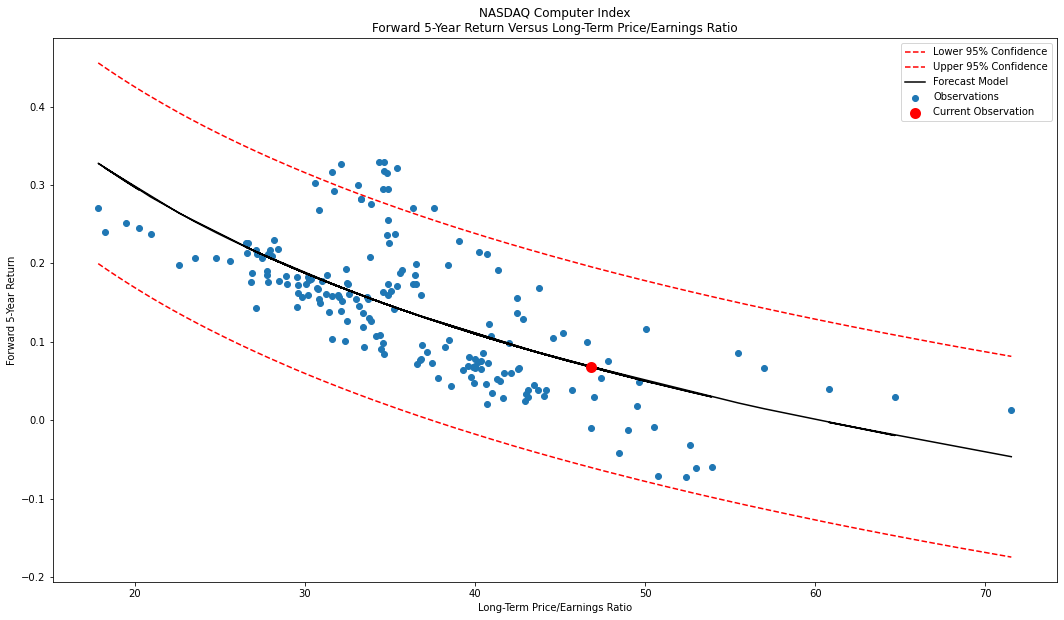 NASDAQ Computer Index
Forward 5-Year Return Versus Long-Term Price/Earnings Ratio
Lower 95% Confidence
Upper 95% Confidence
Forecast Model
Observations
Current Observation
Forward 5-Year Return
0.4
0.3
0.2
0.1
0.0
−0.1
−0.2
20
30
40
50
60
70
Long-Term Price/Earnings Ratio